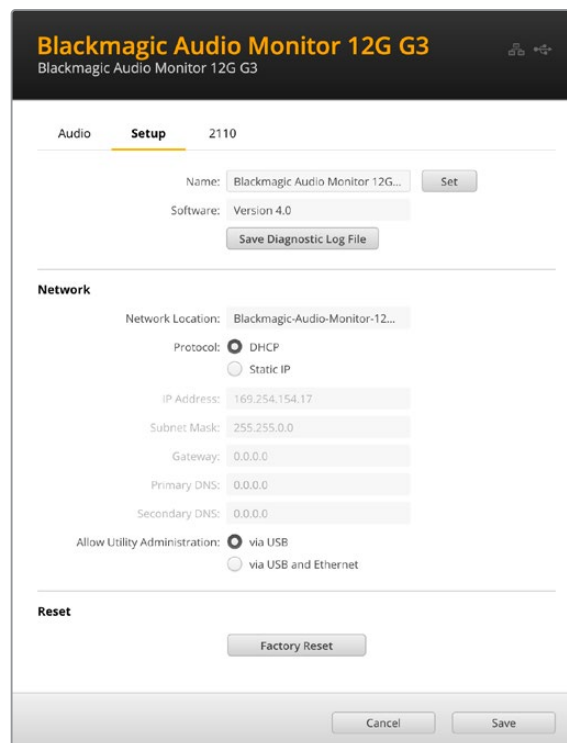 Blackmagic Audio Monitor 12G G3
Blackmagic Audio Monitor 12G G3
Audio Setup 2110
Name: Blackmagic Audio Monitor 12G... Set
Software: Version 4.0
Save Diagnostic Log File
Network
Network Location: Blackmagic-Audio-Monitor-12...
Protocol: DHCP
Static IP
IP Address: 169.254.154.17
Subnet Mask: 255.255.0.0
Gateway: 0.0.0.0
Primary DNS: 0.0.0.0
Secondary DNS: 0.0.0.0
Allow Utility Administration: via USB
via USB and Ethernet
Reset
Factory Reset
Cancel Save